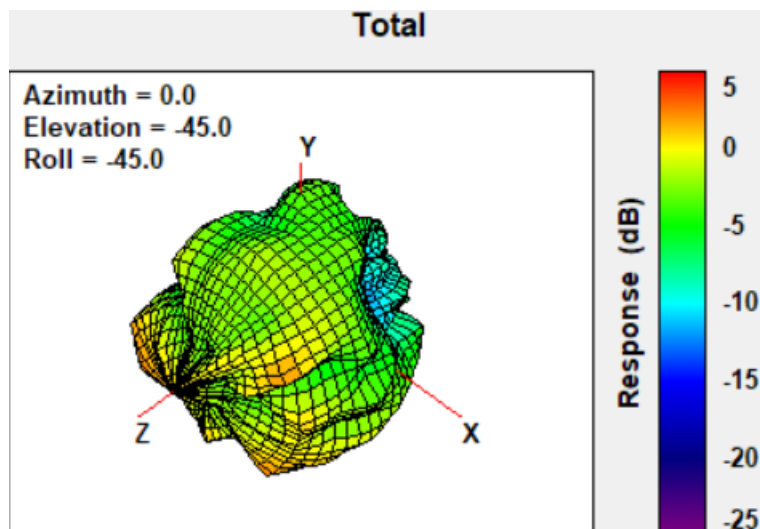 Total
Azimuth = 0.0
Elevation = -45.0
Roll = -45.0
Y
Z
X
Response (dB)
5
0
-5
-10
-15
-20
-25